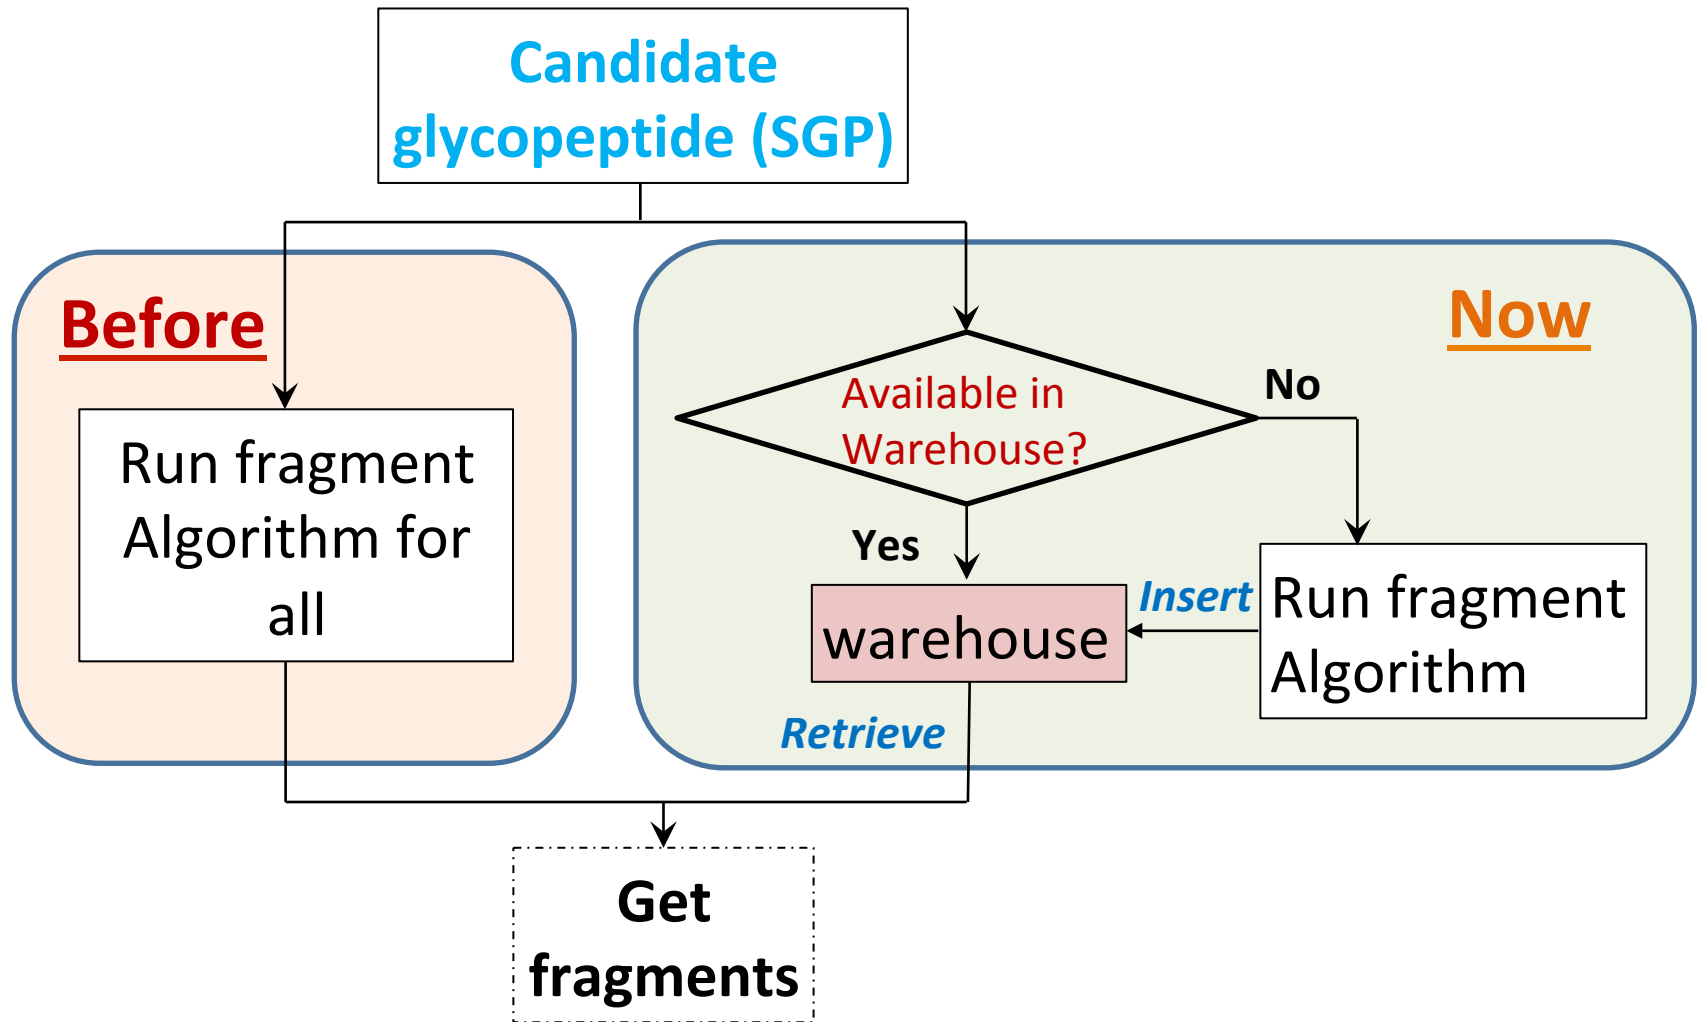 Candidate
glycopeptide (SGP)
Before
Run fragment
Algorithm for
all
Now
Available in
Warehouse?
No
Yes
warehouse
Insert
Run fragment
Algorithm
Retrieve
Get
fragments